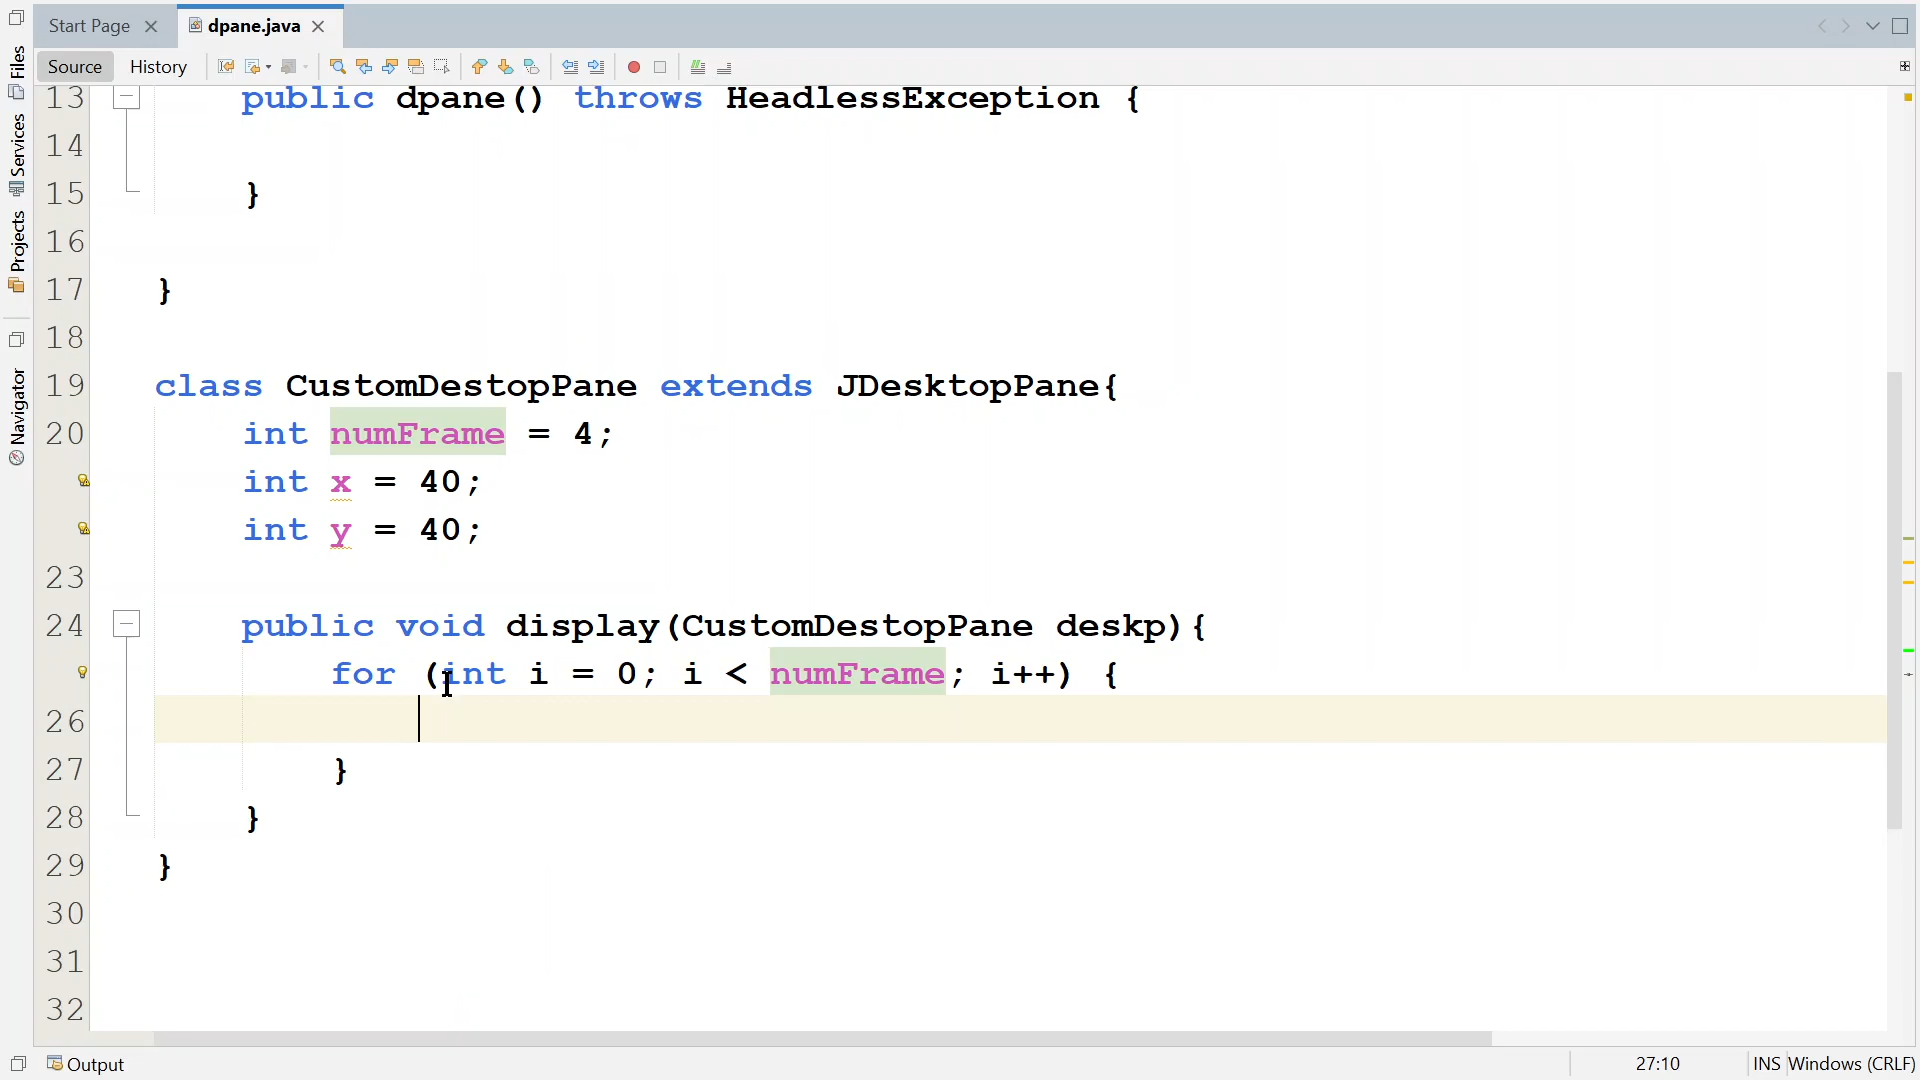 Start Page
dpane.java
Source
History
Files
Services
Projects
Navigator
13 public dpane() throws HeadlessException {
14
15 }
16
17 }
18
19 class CustomDestopPane extends JDesktopPane{
20 int numFrame = 4;
int x = 40;
int y = 40;
23
24 public void display(CustomDestopPane deskp){
for (int i = 0; i < numFrame; i++) {
26
27 }
28 }
29 }
30
31
32
Output
27:10
INS
Windows (CRLF)